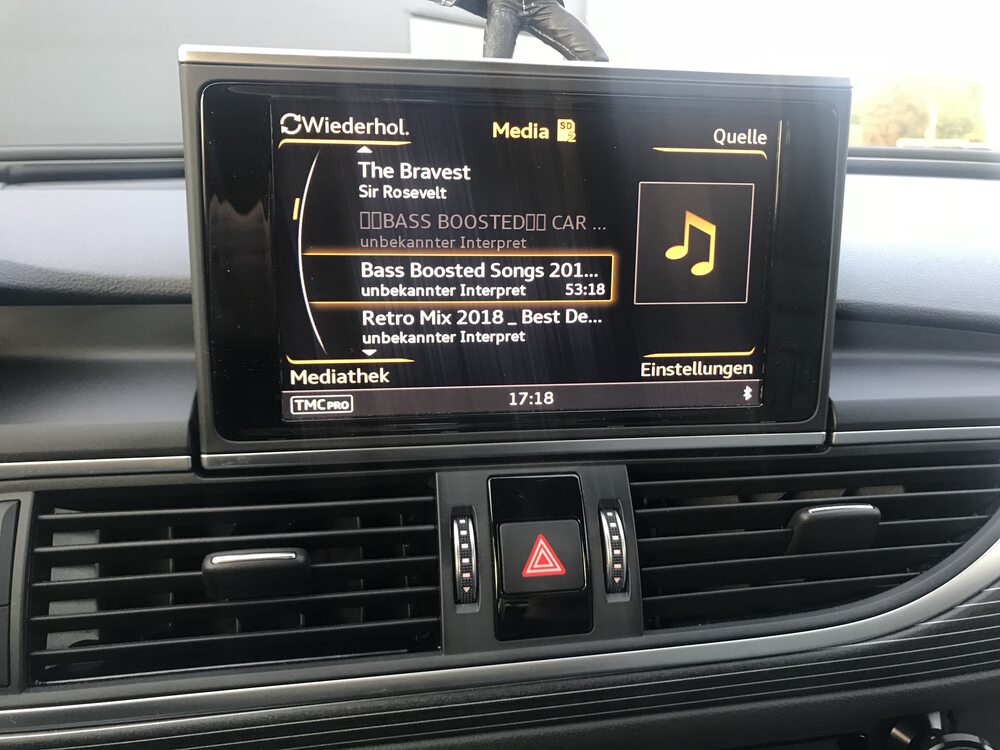 Wiederhol.
Media SD 2
Quelle
The Bravest
Sir Rosevelt
▯▯BASS BOOSTED▯▯ CAR ...
unbekannter Interpret
Bass Boosted Songs 201...
unbekannter Interpret 53:18
Retro Mix 2018 _ Best De...
unbekannter Interpret
Mediathek
Einstellungen
TMC PRO
17:18